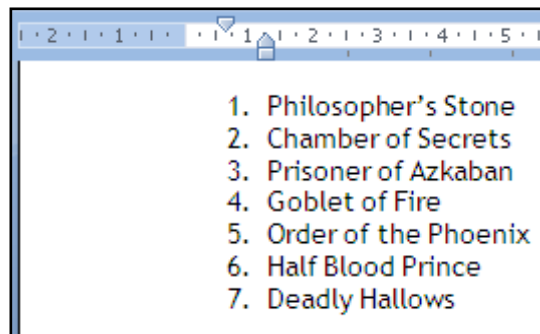 2 1 1 2 3 4 5
1. Philosopher's Stone
2. Chamber of Secrets
3. Prisoner of Azkaban
4. Goblet of Fire
5. Order of the Phoenix
6. Half Blood Prince
7. Deadly Hallows